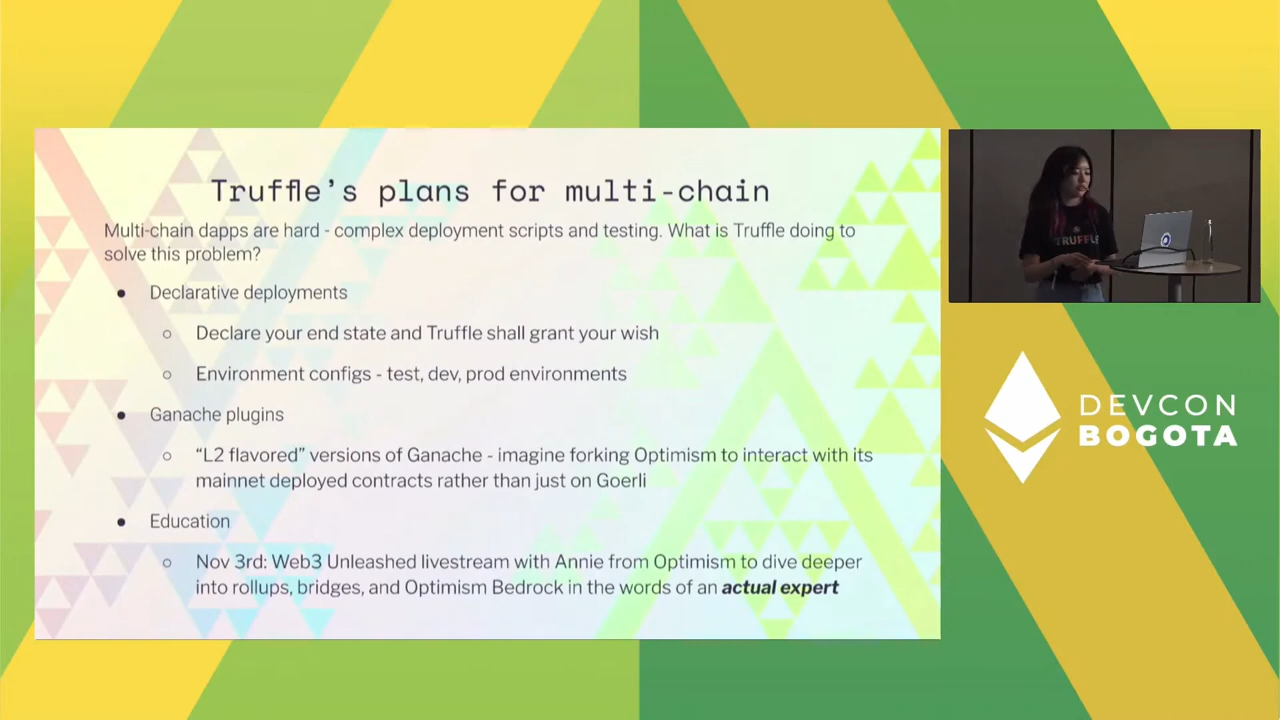 Truffle's plans for multi-chain
Multi-chain dapps are hard - complex deployment scripts and testing. What is Truffle doing to
solve this problem?
● Declarative deployments
○ Declare your end state and Truffle shall grant your wish
○ Environment configs - test, dev, prod environments
● Ganache plugins
○ “L2 flavored” versions of Ganache - imagine forking Optimism to interact with its
mainnet deployed contracts rather than just on Goerli
● Education
○ Nov 3rd: Web3 Unleashed livestream with Annie from Optimism to dive deeper
into rollups, bridges, and Optimism Bedrock in the words of an actual expert
TRUFFLE
DEVCON
BOGOTA